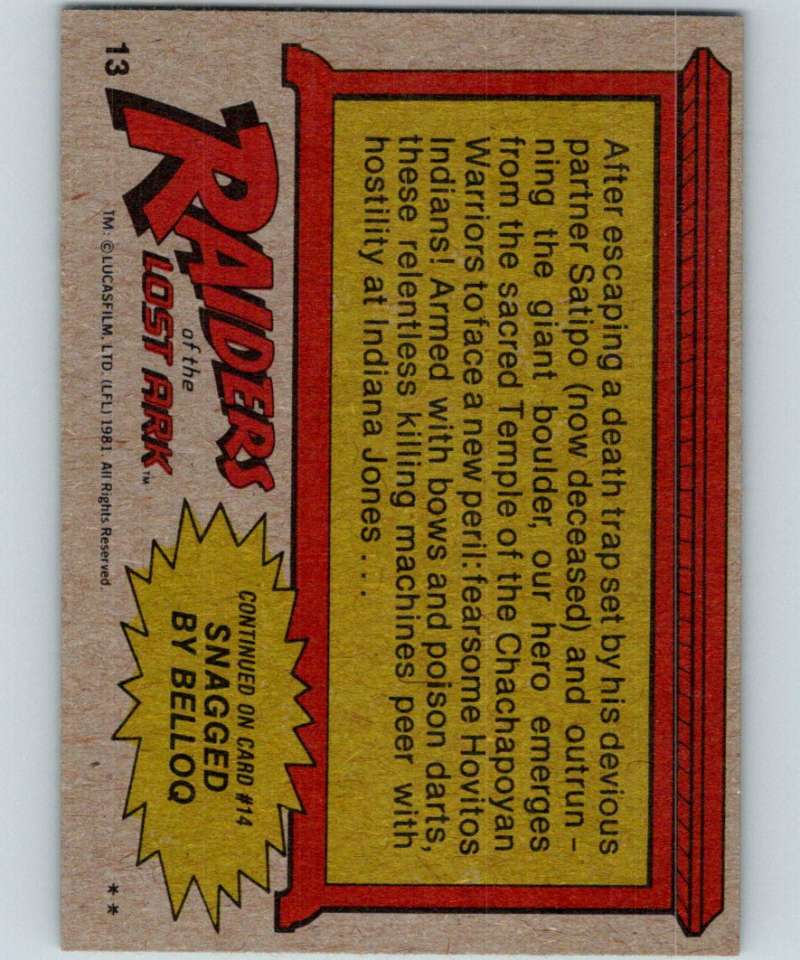 After escaping a death trap set by his devious
partner Satipo (now deceased) and outrun-
ning the giant boulder, our hero emerges
from the sacred Temple of the Chachapoyan
Warriors to face a new peril: fearsome Hovitos
Indians! Armed with bows and poison darts,
these relentless killing machines peer with
hostility at Indiana Jones . . .
RAIDERS
of the
LOST ARK™
CONTINUED ON CARD #14
SNAGGED
BY BELLOQ
13
TM: ©LUCASFILM, LTD. (LFL) 1981 All Rights Reserved.
**